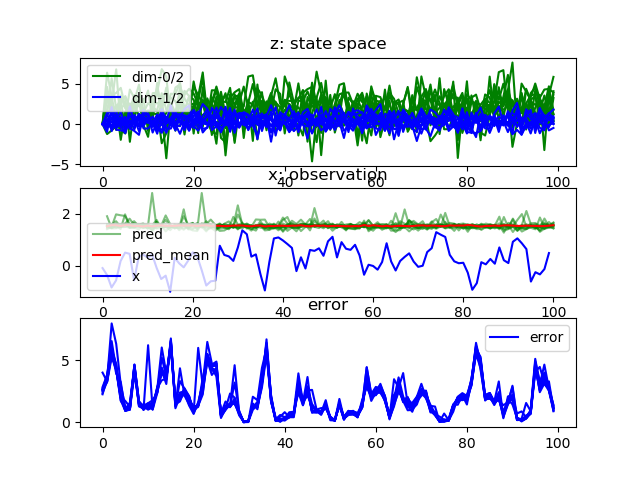 z: state space
5
0
−5
dim-0/2
dim-1/2
0 20 40 60 80 100
x: observation
2
0
pred
pred_mean
x
0 20 40 60 80 100
error
5
0
error
0 20 40 60 80 100